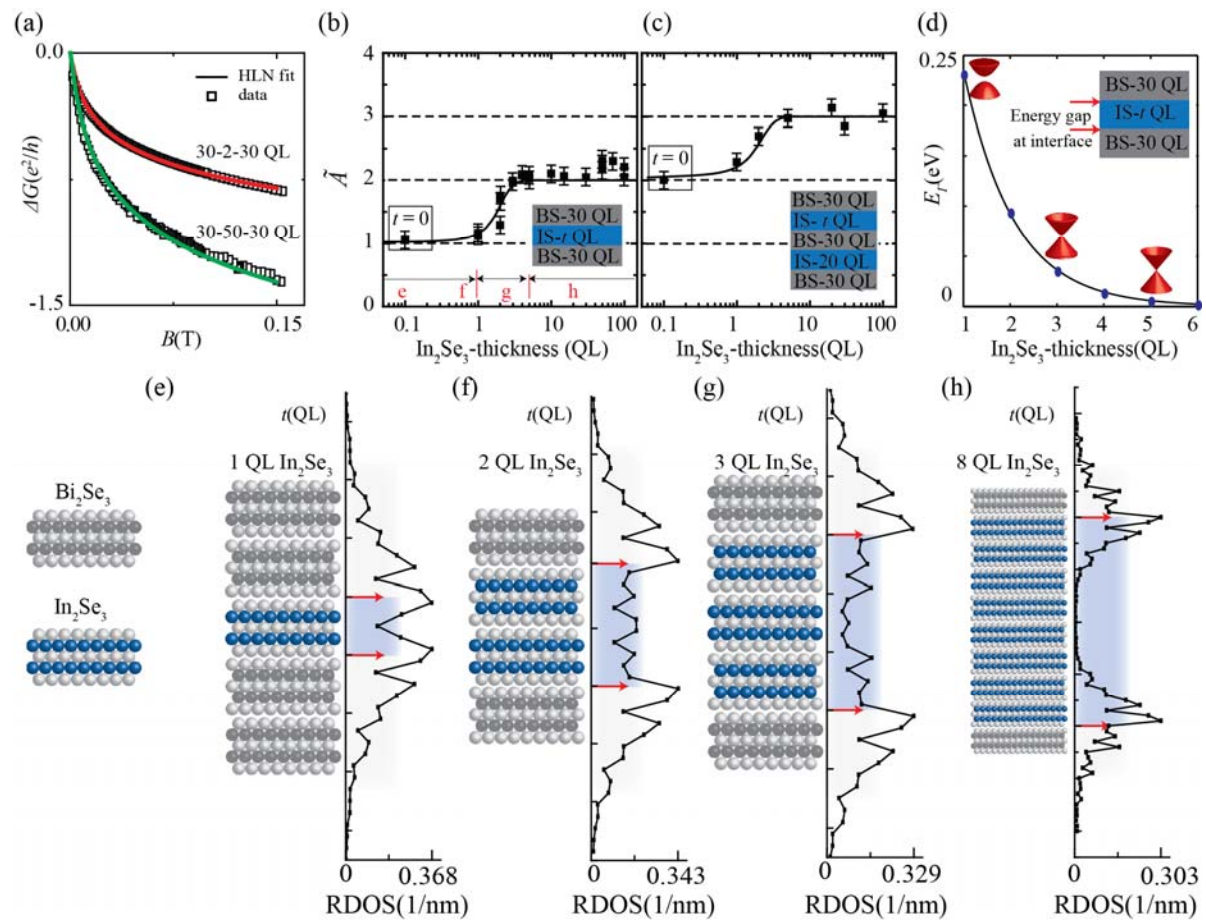 (a)
0.0
ΔG(e²/h)
-1.5
HLN fit
data
30-2-30 QL
30-50-30 QL
0.00
0.15
B(T)
(b)
Ã
4
3
2
1
0
t = 0
BS-30 QL
IS-t QL
BS-30 QL
e
f
g
h
0.1
1
10
100
In₂Se₃-thickness (QL)
(c)
t = 0
BS-30 QL
IS- t QL
BS-30 QL
IS-20 QL
BS-30 QL
0.1
1
10
100
In₂Se₃-thickness(QL)
(d)
0.25
E_Γ(eV)
0
Energy gap
at interface
BS-30 QL
IS-t QL
BS-30 QL
1
2
3
4
5
6
In₂Se₃-thickness(QL)
Bi₂Se₃
In₂Se₃
(e)
t(QL)
1 QL In₂Se₃
0
0.368
RDOS(1/nm)
(f)
t(QL)
2 QL In₂Se₃
0
0.343
RDOS(1/nm)
(g)
t(QL)
3 QL In₂Se₃
0
0.329
RDOS(1/nm)
(h)
t(QL)
8 QL In₂Se₃
0
0.303
RDOS(1/nm)